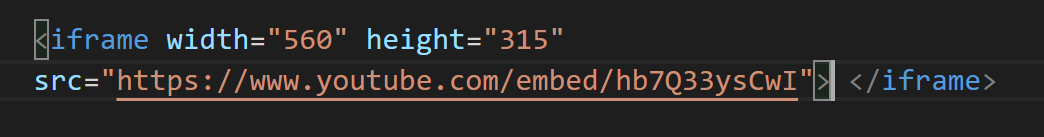 <iframe width="560" height="315"
src="https://www.youtube.com/embed/hb7Q33ysCwI"> </iframe>